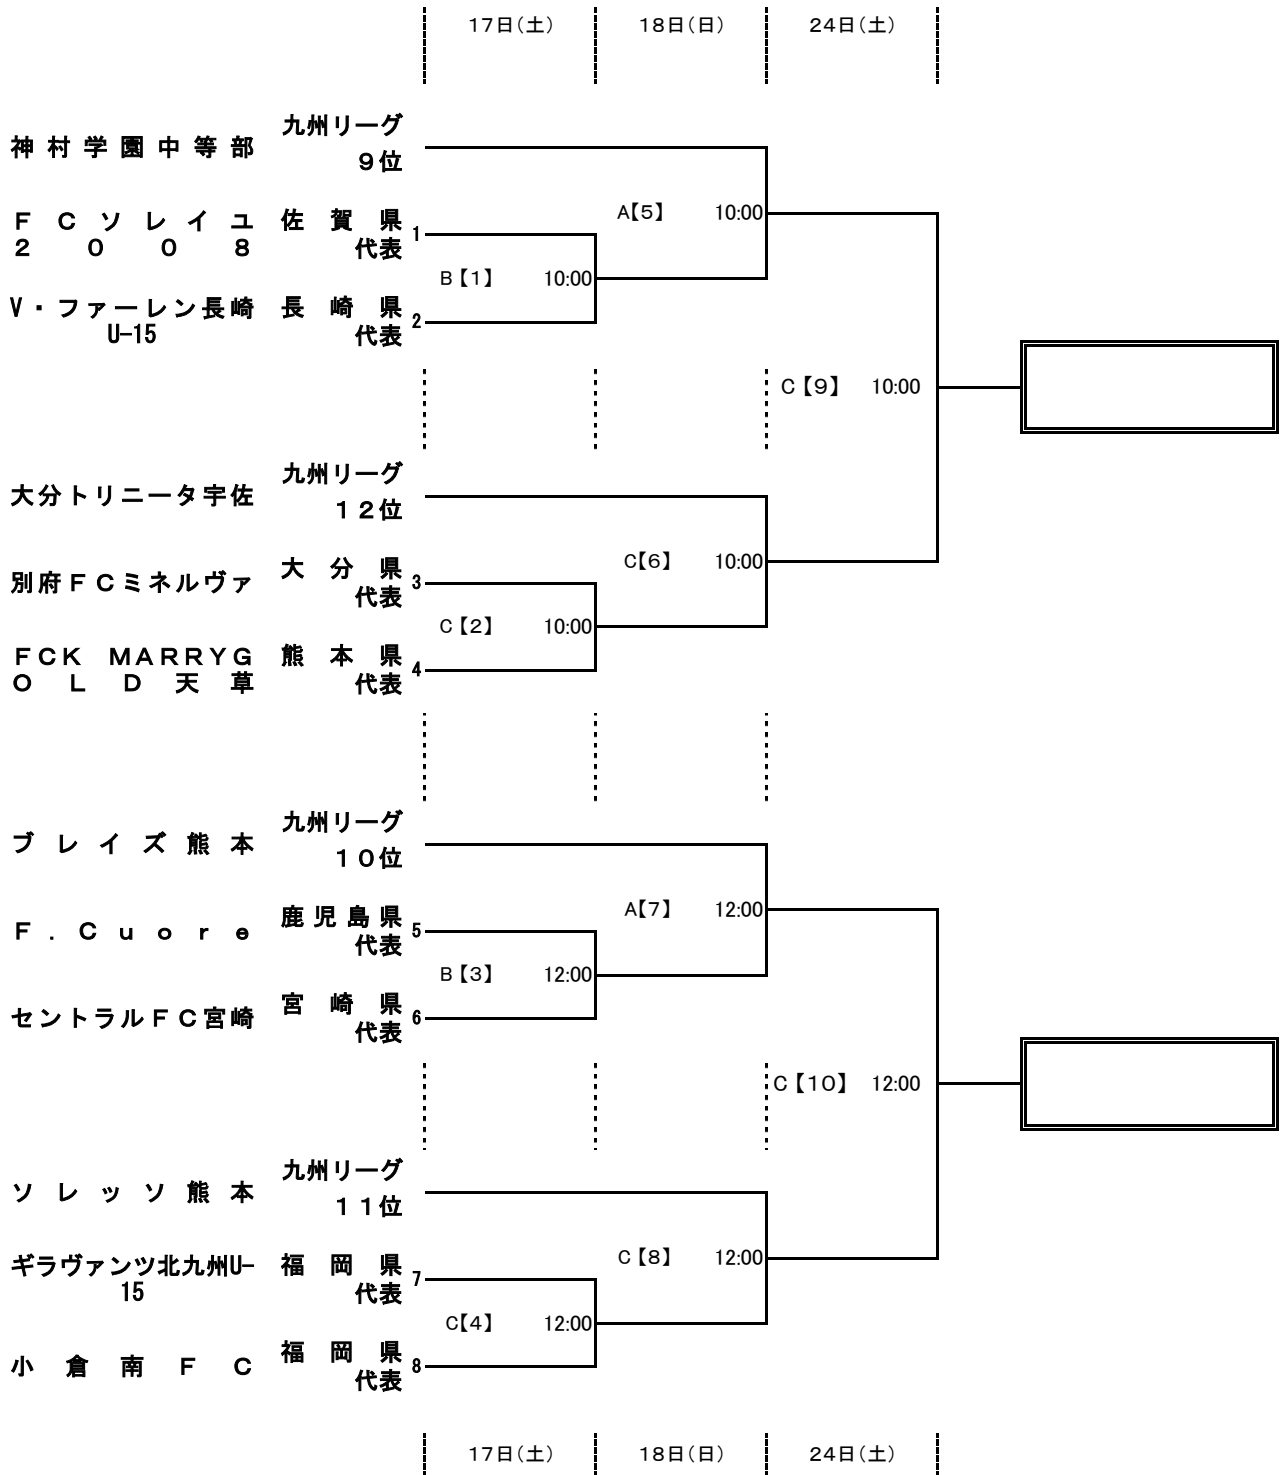 17日（土） 18日（日） 24日（土）
九州リーグ
神村学園中等部
９位
A【５】 10:00
ＦＣソレイユ 佐賀県
２００８ 代表 1
B【１】 10:00
V・ファーレン長崎 長崎県
U-15 代表 2
C【９】 10:00
九州リーグ
大分トリニータ宇佐
１２位
C【６】 10:00
別府ＦＣミネルヴァ 大分県
代表 3
C【２】 10:00
ＦＣＫ　ＭＡＲＲＹＧ 熊本県
ＯＬＤ天草 代表 4
九州リーグ
ブレイズ熊本
１０位
A【７】 12:00
Ｆ．Ｃｕｏｒｅ 鹿児島県
代表 5
B【３】 12:00
セントラルＦＣ宮崎 宮崎県
代表 6
C【１０】 12:00
九州リーグ
ソレッソ熊本
１１位
C【８】 12:00
ギラヴァンツ北九州U-
15 福岡県
代表 7
C【４】 12:00
小倉南ＦＣ 福岡県
代表 8
17日（土） 18日（日） 24日（土）